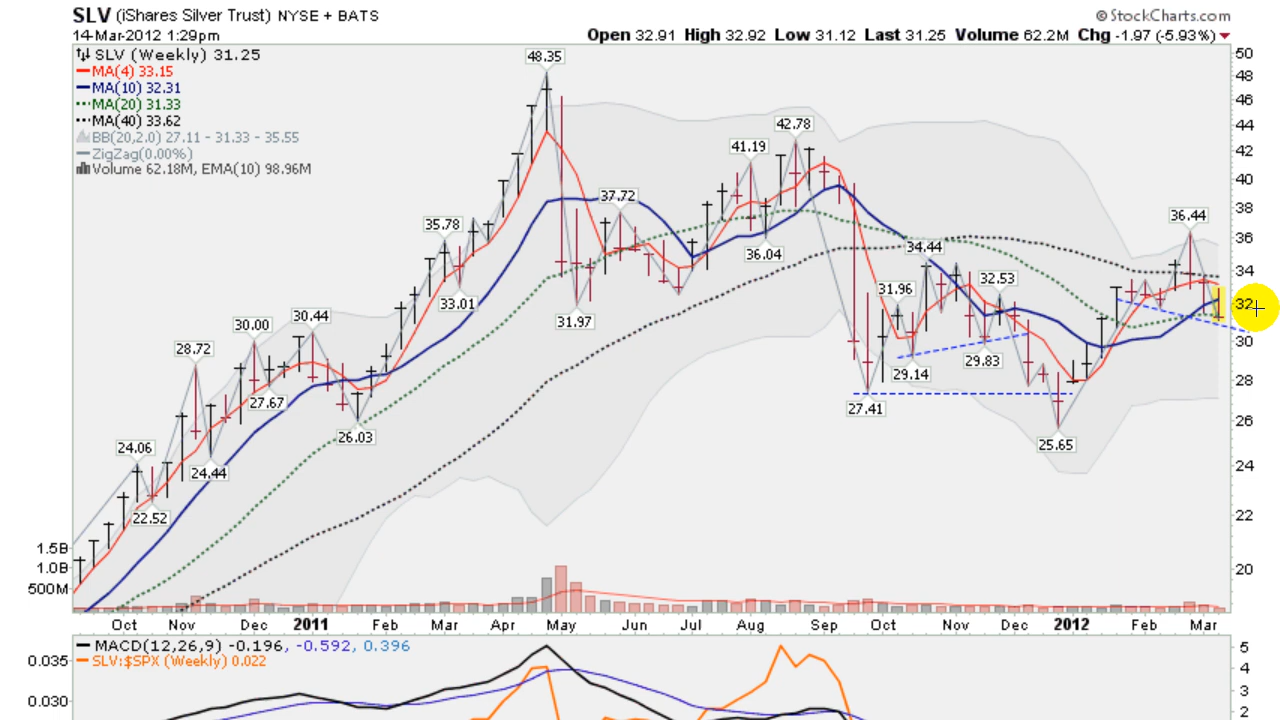 SLV (iShares Silver Trust) NYSE + BATS
© StockCharts.com
14-Mar-2012 1:29pm
Open 32.91 High 32.92 Low 31.12 Last 31.25 Volume 62.2M Chg -1.97 (-5.93%)
SLV (Weekly) 31.25
MA(4) 33.15
MA(10) 32.31
MA(20) 31.33
MA(40) 33.62
BB(20,2.0) 27.11 - 31.33 - 35.55
ZigZag(0.00%)
Volume 62.18M, EMA(10) 98.96M
48.35
42.78
41.19
37.72
36.44
35.78
36.04
34.44
33.01
32.53
31.97
31.96
30.44
30.00
29.83
29.14
28.72
27.67
27.41
26.03
25.65
24.06
24.44
22.52
50
48
46
44
42
40
38
36
34
32
30
28
26
24
22
20
1.5B
1.0B
500M
Oct Nov Dec 2011 Feb Mar Apr May Jun Jul Aug Sep Oct Nov Dec 2012 Feb Mar
MACD(12,26,9) -0.196, -0.592, 0.396
SLV:$SPX (Weekly) 0.022
0.035
0.030
5
4
3
2